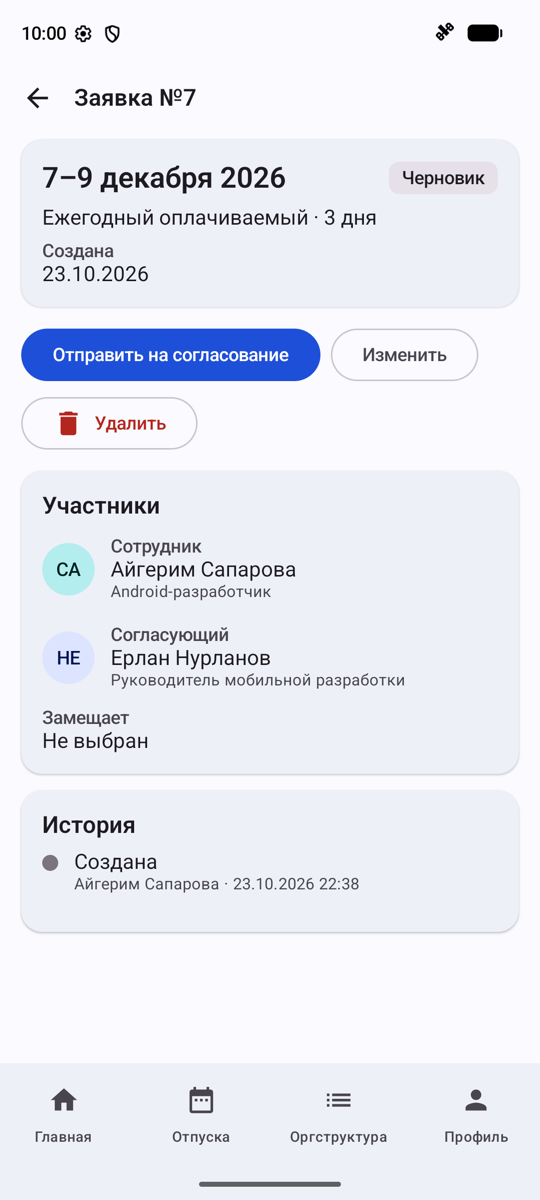 10:00
Заявка №7
7–9 декабря 2026
Черновик
Ежегодный оплачиваемый · 3 дня
Создана
23.10.2026
Отправить на согласование
Изменить
Удалить
Участники
СА
Сотрудник
Айгерим Сапарова
Android-разработчик
НЕ
Согласующий
Ерлан Нурланов
Руководитель мобильной разработки
Замещает
Не выбран
История
Создана
Айгерим Сапарова · 23.10.2026 22:38
Главная
Отпуска
Оргструктура
Профиль